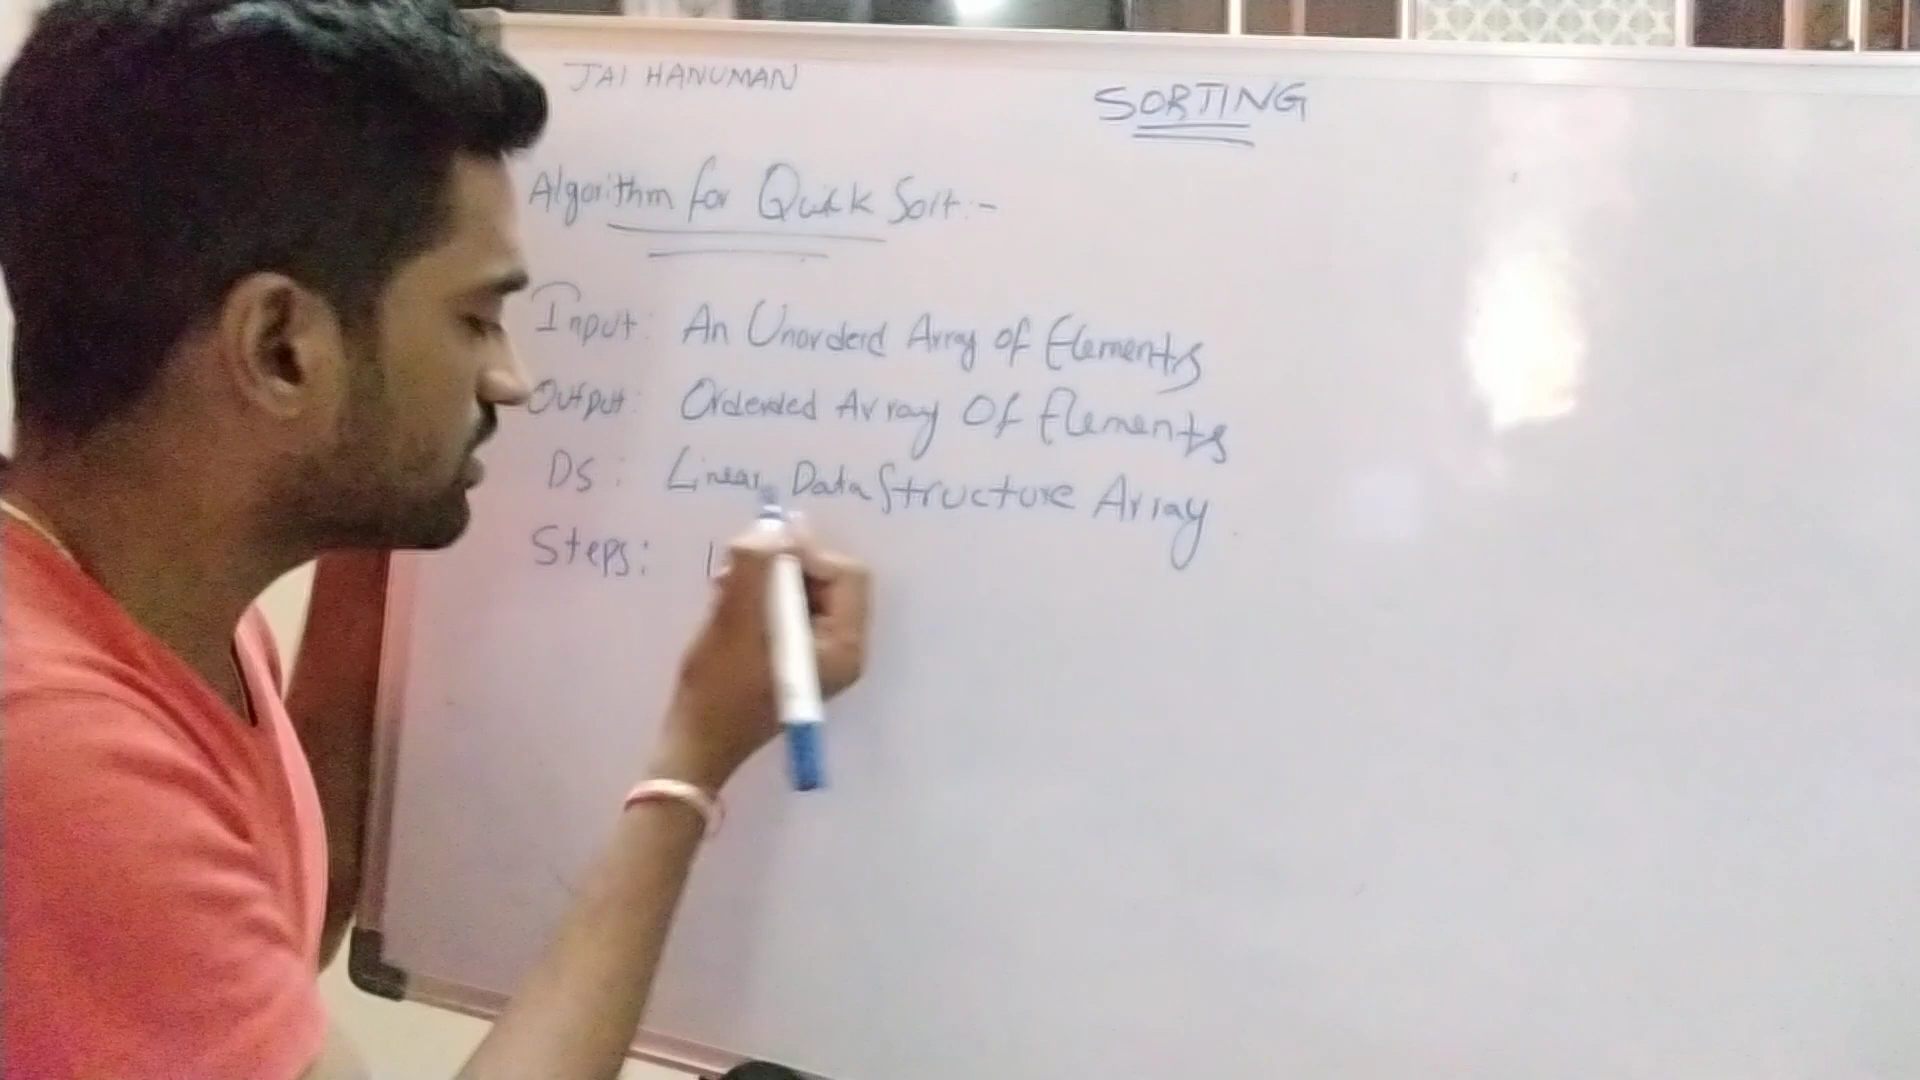 JAI HANUMAN
SORTING
Algorithm for Quick Sort:-
Input: An Unorderd Array of Elements
Output: Orderded Array Of Elements
DS: Linear Data Structure Array
Steps: 1